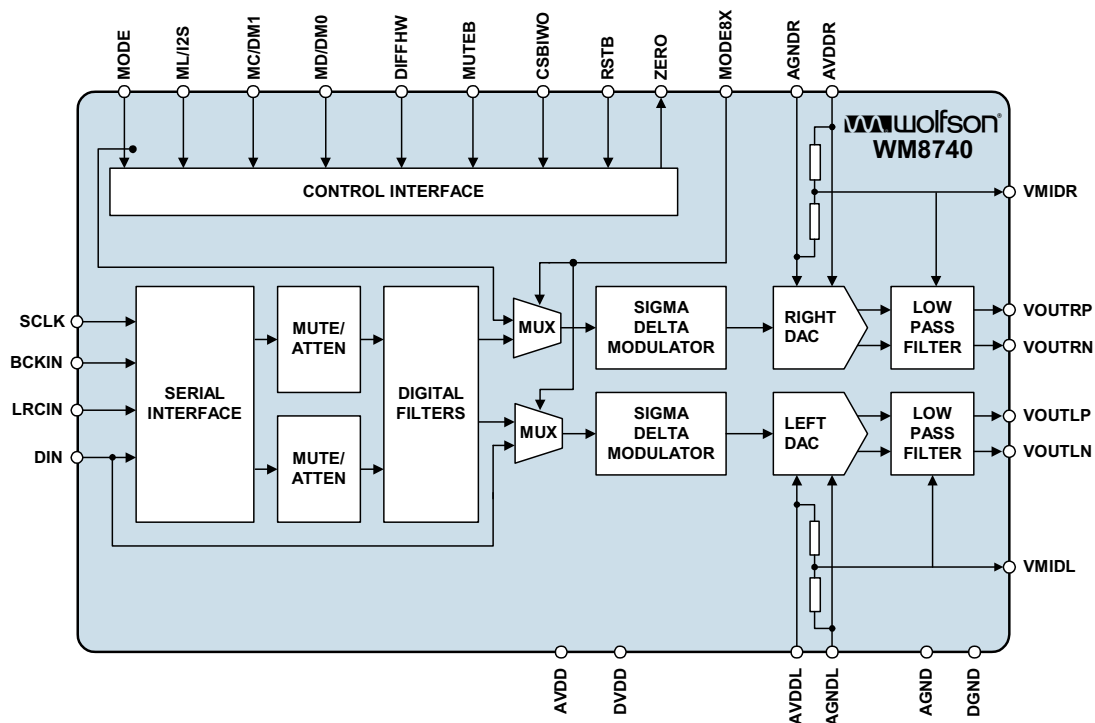 MODE
ML/I2S
MC/DM1
MD/DM0
DIFFHW
MUTEB
CSBIWO
RSTB
ZERO
MODE8X
AGNDR
AVDDR
wolfson®
WM8740
CONTROL INTERFACE
VMIDR
SCLK
BCKIN
LRCIN
DIN
SERIAL
INTERFACE
MUTE/
ATTEN
MUTE/
ATTEN
DIGITAL
FILTERS
MUX
MUX
SIGMA
DELTA
MODULATOR
SIGMA
DELTA
MODULATOR
RIGHT
DAC
LEFT
DAC
LOW
PASS
FILTER
LOW
PASS
FILTER
VOUTRP
VOUTRN
VOUTLP
VOUTLN
VMIDL
AVDD
DVDD
AVDDL
AGNDL
AGND
DGND